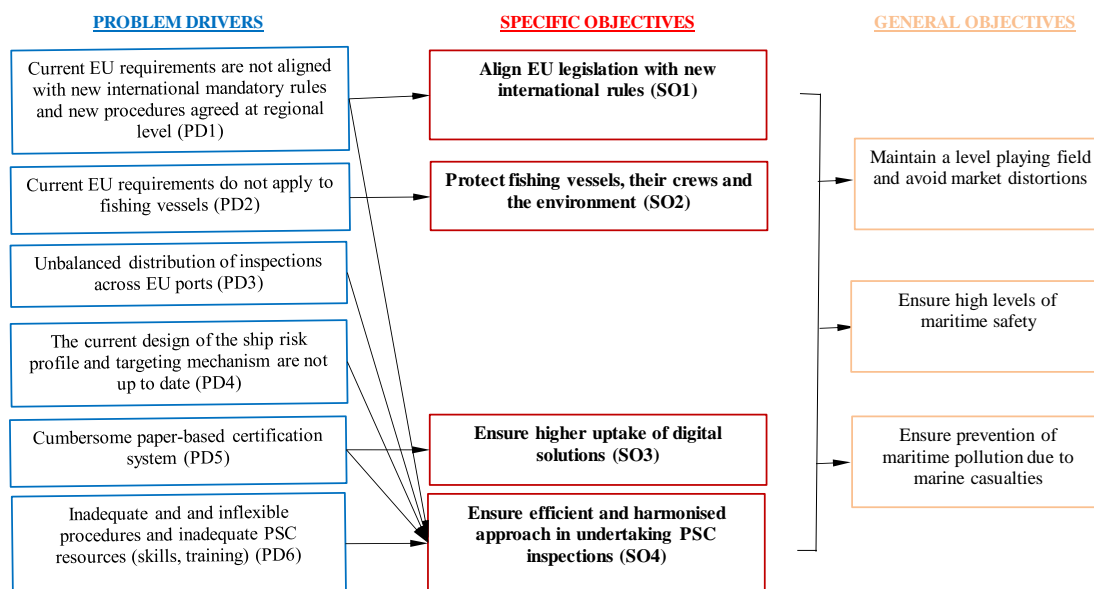 PROBLEM DRIVERS
Current EU requirements are not aligned
with new international mandatory rules
and new procedures agreed at regional
level (PD1)
Current EU requirements do not apply to
fishing vessels (PD2)
Unbalanced distribution of inspections
across EU ports (PD3)
The current design of the ship risk
profile and targeting mechanism are not
up to date (PD4)
Cumbersome paper-based certification
system (PD5)
Inadequate and and inflexible
procedures and inadequate PSC
resources (skills, training) (PD6)
SPECIFIC OBJECTIVES
Align EU legislation with new
international rules (SO1)
Protect fishing vessels, their crews and
the environment (SO2)
Ensure higher uptake of digital
solutions (SO3)
Ensure efficient and harmonised
approach in undertaking PSC
inspections (SO4)
GENERAL OBJECTIVES
Maintain a level playing field
and avoid market distortions
Ensure high levels of
maritime safety
Ensure prevention of
maritime pollution due to
marine casualties